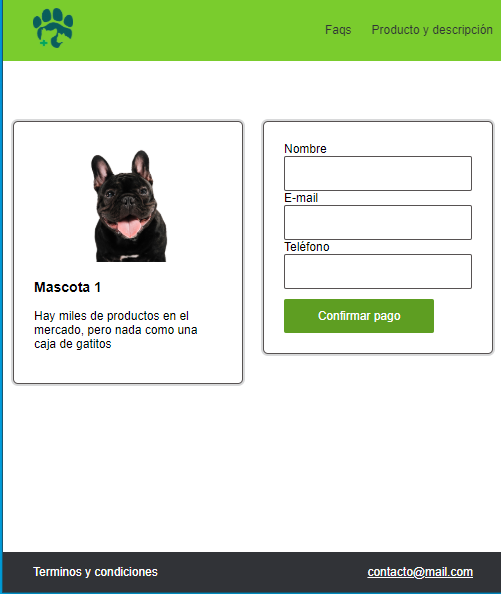 Faqs
Producto y descripción
Mascota 1
Hay miles de productos en el
mercado, pero nada como una
caja de gatitos
Nombre
E-mail
Teléfono
Confirmar pago
Terminos y condiciones
contacto@mail.com